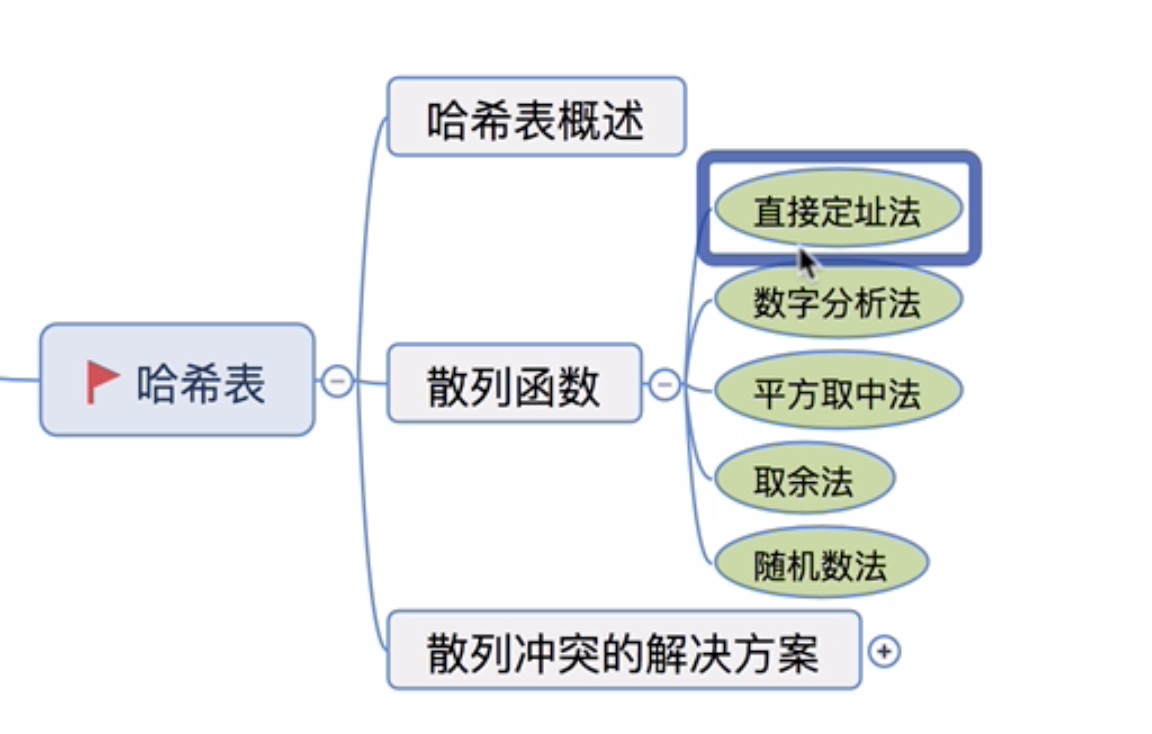 哈希表概述
直接定址法
数字分析法
哈希表
散列函数
平方取中法
取余法
随机数法
散列冲突的解决方案